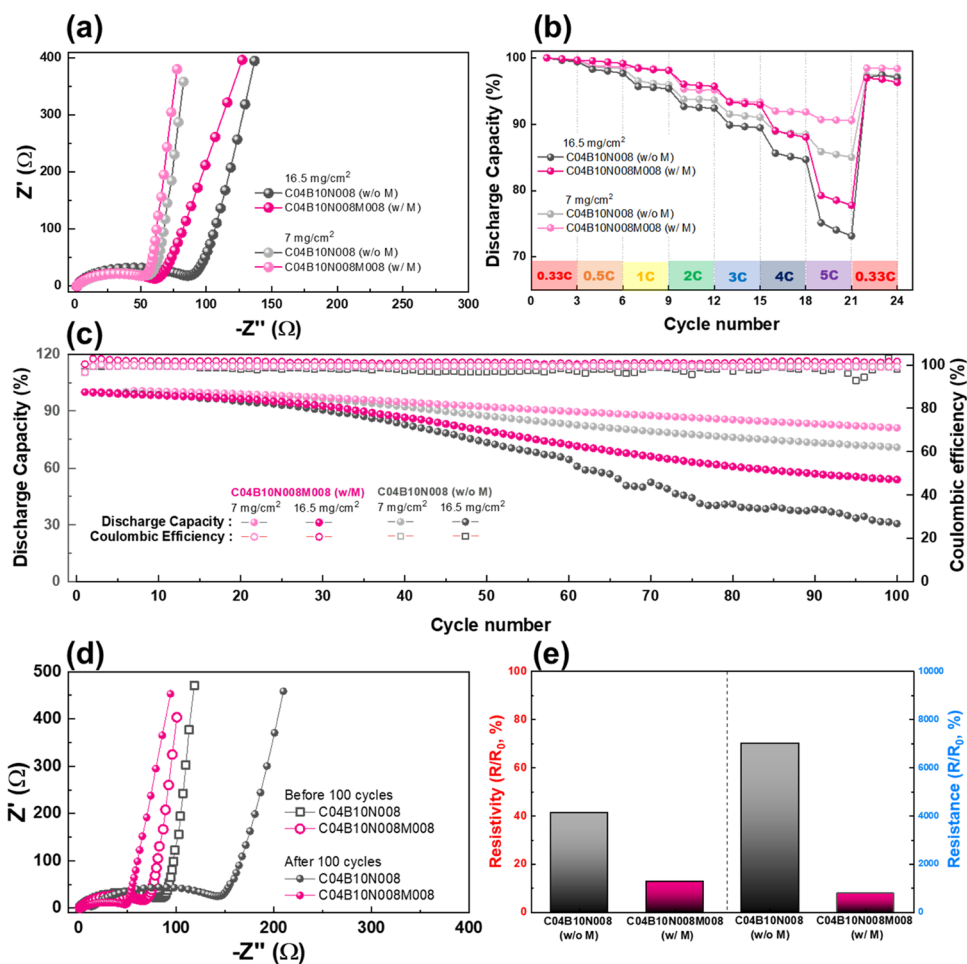 (a)
Z' (Ω)
400
300
200
100
0
0 50 100 150 200 250 300
-Z'' (Ω)
16.5 mg/cm²
C04B10N008 (w/o M)
C04B10N008M008 (w/ M)
7 mg/cm²
C04B10N008 (w/o M)
C04B10N008M008 (w/ M)
(b)
Discharge Capacity (%)
100
90
80
70
16.5 mg/cm²
C04B10N008 (w/o M)
C04B10N008M008 (w/ M)
7 mg/cm²
C04B10N008 (w/o M)
C04B10N008M008 (w/ M)
0.33C 0.5C 1C 2C 3C 4C 5C 0.33C
0 3 6 9 12 15 18 21 24
Cycle number
(c)
Discharge Capacity (%)
120
90
60
30
0
C04B10N008M008 (w/M) C04B10N008 (w/o M)
7 mg/cm² 16.5 mg/cm² 7 mg/cm² 16.5 mg/cm²
Discharge Capacity :
Coulombic Efficiency :
100
80
60
40
20
0
Coulombic efficiency (%)
0 10 20 30 40 50 60 70 80 90 100
Cycle number
(d)
Z' (Ω)
500
400
300
200
100
0
0 100 200 300 400
-Z'' (Ω)
Before 100 cycles
C04B10N008
C04B10N008M008
After 100 cycles
C04B10N008
C04B10N008M008
(e)
Resistivity (R/R₀, %)
100
80
60
40
20
0
C04B10N008 C04B10N008M008 C04B10N008 C04B10N008M008
(w/o M) (w/ M) (w/o M) (w/ M)
10000
8000
6000
4000
2000
0
Resistance (R/R₀, %)